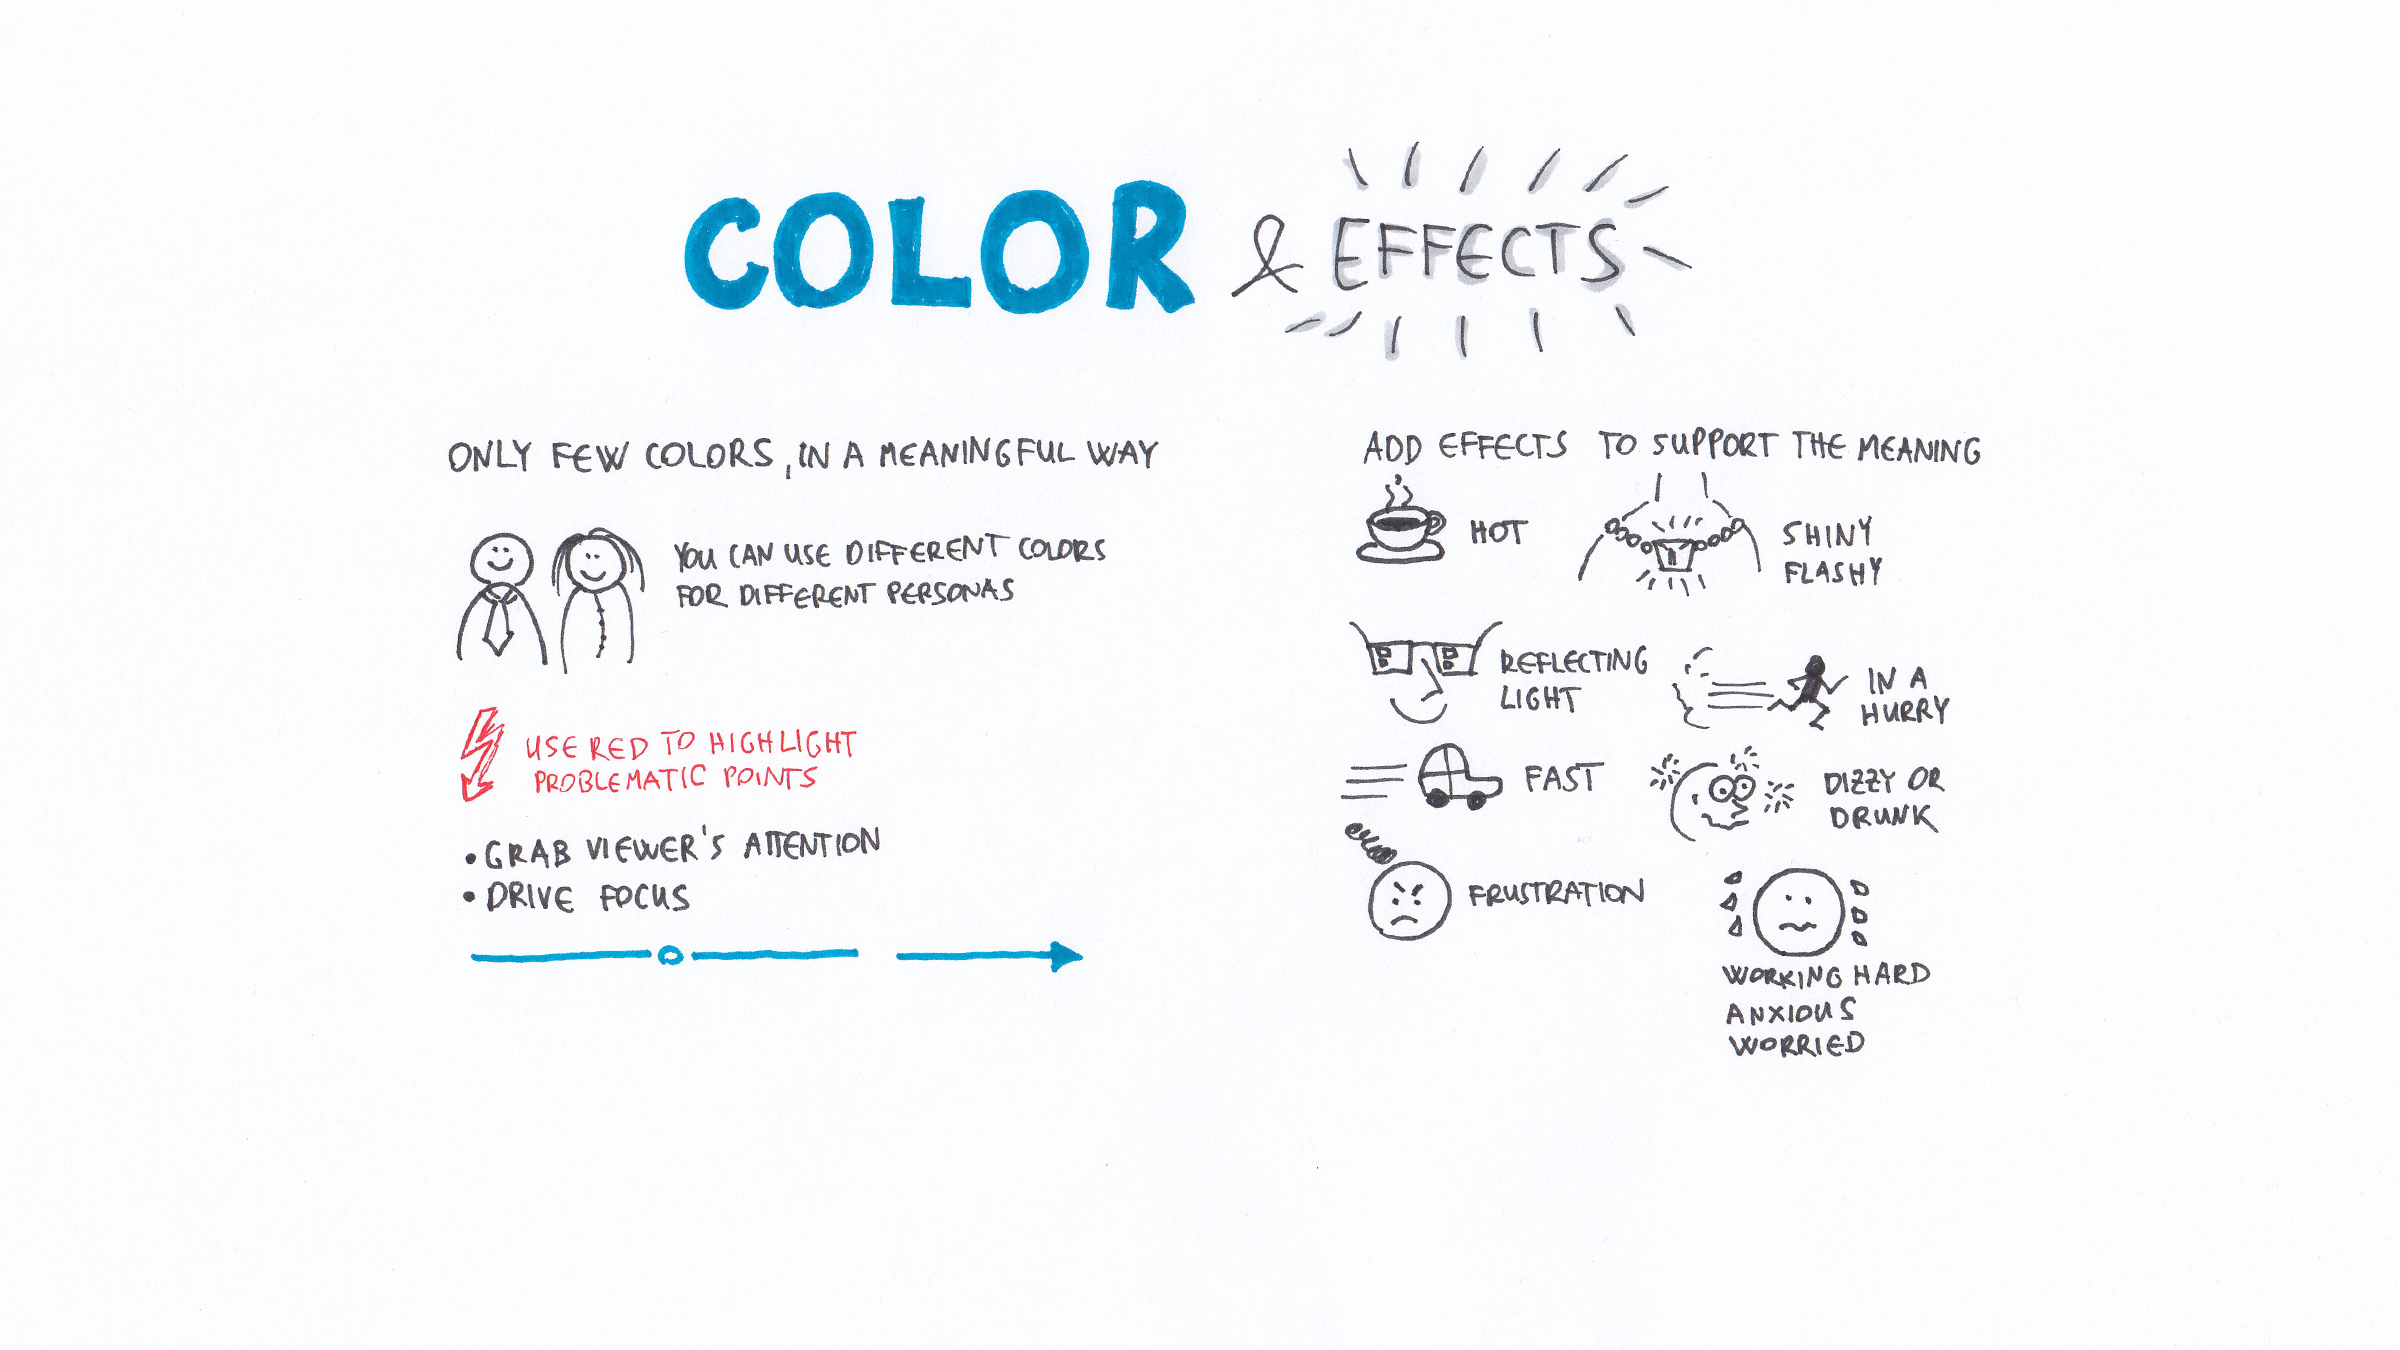 COLOR & EFFECTS
ONLY FEW COLORS, IN A MEANINGFUL WAY
YOU CAN USE DIFFERENT COLORS
FOR DIFFERENT PERSONAS
USE RED TO HIGHLIGHT
PROBLEMATIC POINTS
• GRAB VIEWER'S ATTENTION
• DRIVE FOCUS
ADD EFFECTS TO SUPPORT THE MEANING
HOT
SHINY
FLASHY
REFLECTING
LIGHT
IN A
HURRY
FAST
DIZZY OR
DRUNK
FRUSTRATION
WORKING HARD
ANXIOUS
WORRIED